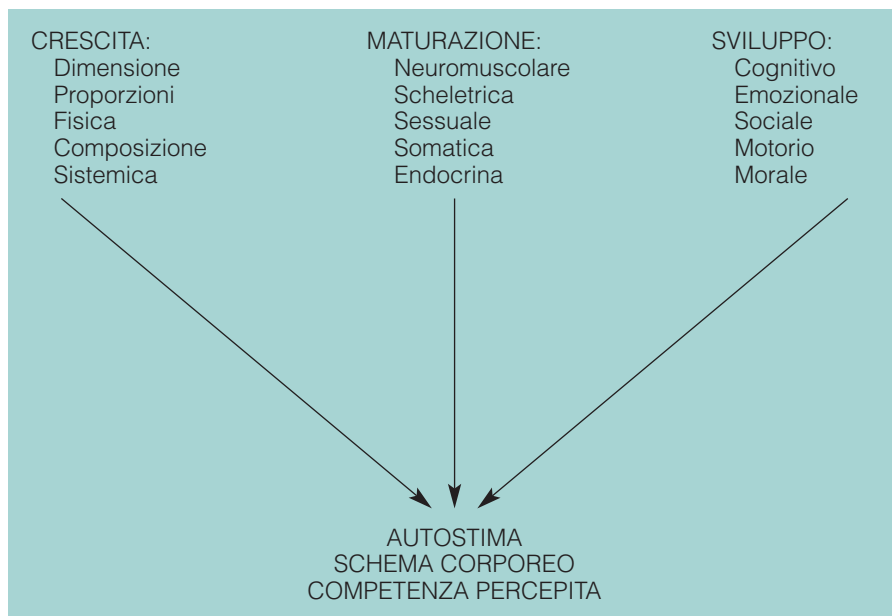 CRESCITA:
Dimensione
Proporzioni
Fisica
Composizione
Sistemica
MATURAZIONE:
Neuromuscolare
Scheletrica
Sessuale
Somatica
Endocrina
SVILUPPO:
Cognitivo
Emozionale
Sociale
Motorio
Morale
AUTOSTIMA
SCHEMA CORPOREO
COMPETENZA PERCEPITA